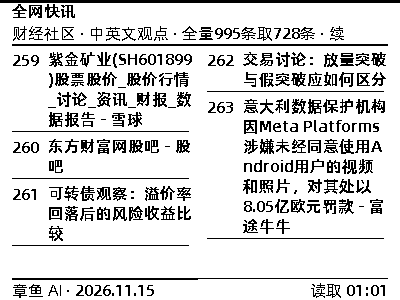 全网快讯
财经社区·中英文观点·全量995条取728条·续
259 紫金矿业(SH601899
)股票股价_股价行情
_讨论_资讯_财报_数
据报告 - 雪球
260 东方财富网股吧 - 股
吧
261 可转债观察：溢价率
回落后的风险收益比
较
262 交易讨论：放量突破
与假突破应如何区分
263 意大利数据保护机构
因Meta Platforms
涉嫌未经同意使用A
ndroid用户的视频
和照片，对其处以
8.05亿欧元罚款 - 富
途牛牛
章鱼 AI · 2026.11.15
读取 01:01